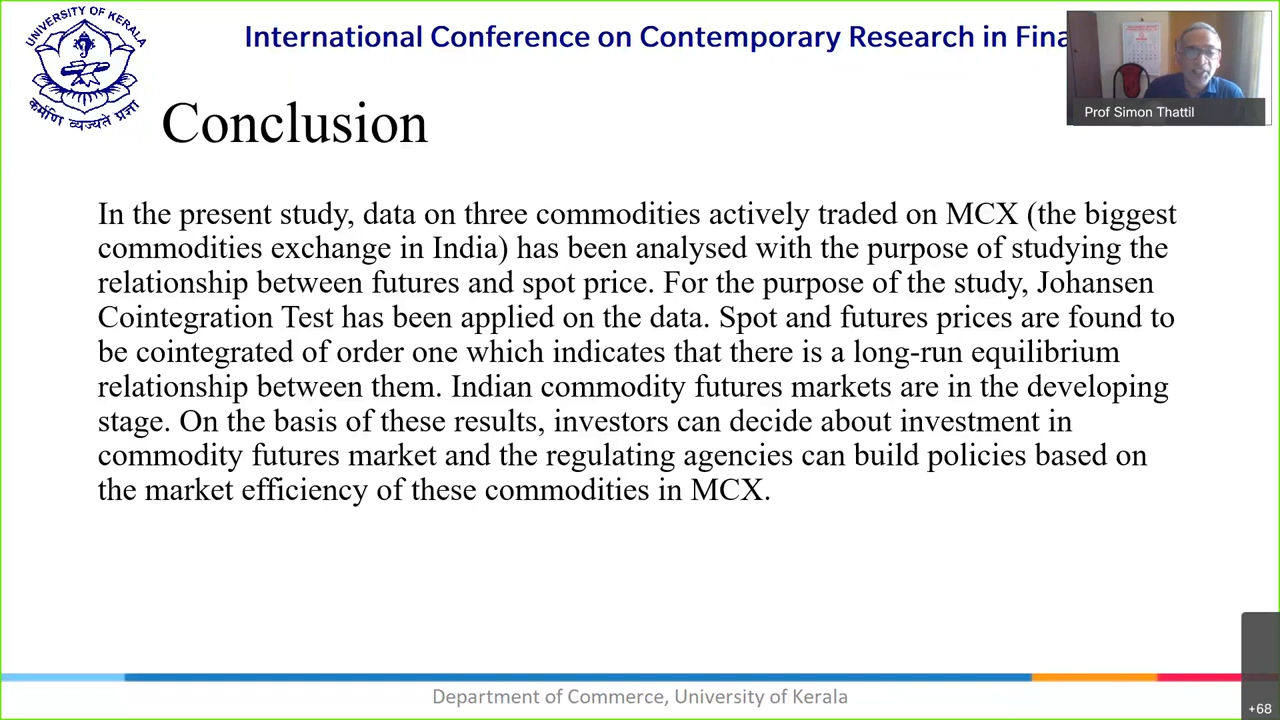 UNIVERSITY OF KERALA
कर्मणि व्यज्यते प्रज्ञा
International Conference on Contemporary Research in Fina
Prof Simon Thattil
Conclusion
In the present study, data on three commodities actively traded on MCX (the biggest
commodities exchange in India) has been analysed with the purpose of studying the
relationship between futures and spot price. For the purpose of the study, Johansen
Cointegration Test has been applied on the data. Spot and futures prices are found to
be cointegrated of order one which indicates that there is a long-run equilibrium
relationship between them. Indian commodity futures markets are in the developing
stage. On the basis of these results, investors can decide about investment in
commodity futures market and the regulating agencies can build policies based on
the market efficiency of these commodities in MCX.
Department of Commerce, University of Kerala
+68